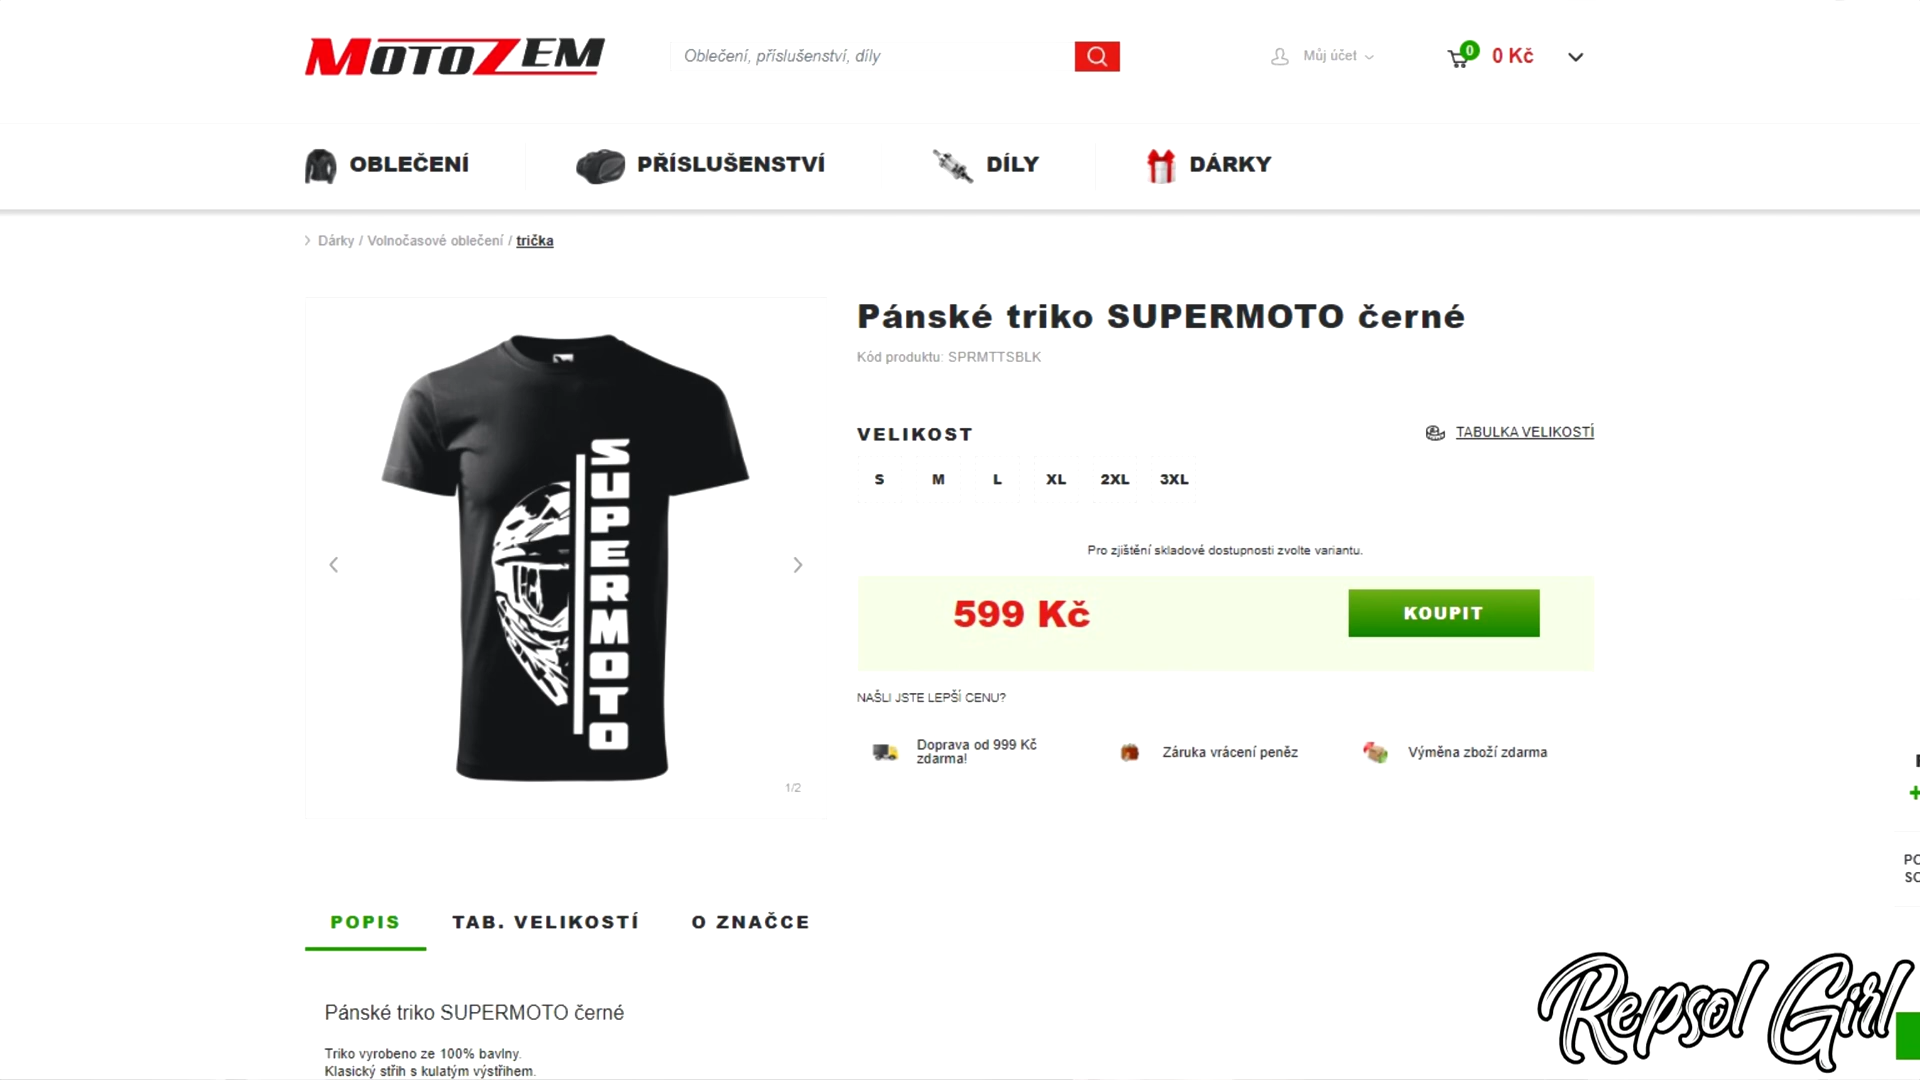 MOTOZEM
Oblečení, příslušenství, díly
Můj účet
0
0 Kč
OBLEČENÍ
PŘÍSLUŠENSTVÍ
DÍLY
DÁRKY
Dárky / Volnočasové oblečení / trička
SUPERMOTO
1/2
Pánské triko SUPERMOTO černé
Kód produktu: SPRMTTSBLK
VELIKOST
TABULKA VELIKOSTÍ
S M L XL 2XL 3XL
Pro zjištění skladové dostupnosti zvolte variantu.
599 Kč
KOUPIT
NAŠLI JSTE LEPŠÍ CENU?
Doprava od 999 Kč
zdarma!
Záruka vrácení peněz
Výměna zboží zdarma
+
PO
SO
POPIS
TAB. VELIKOSTÍ
O ZNAČCE
Pánské triko SUPERMOTO černé
Triko vyrobeno ze 100% bavlny.
Klasický střih s kulatým výstřihem.
Repsol Girl